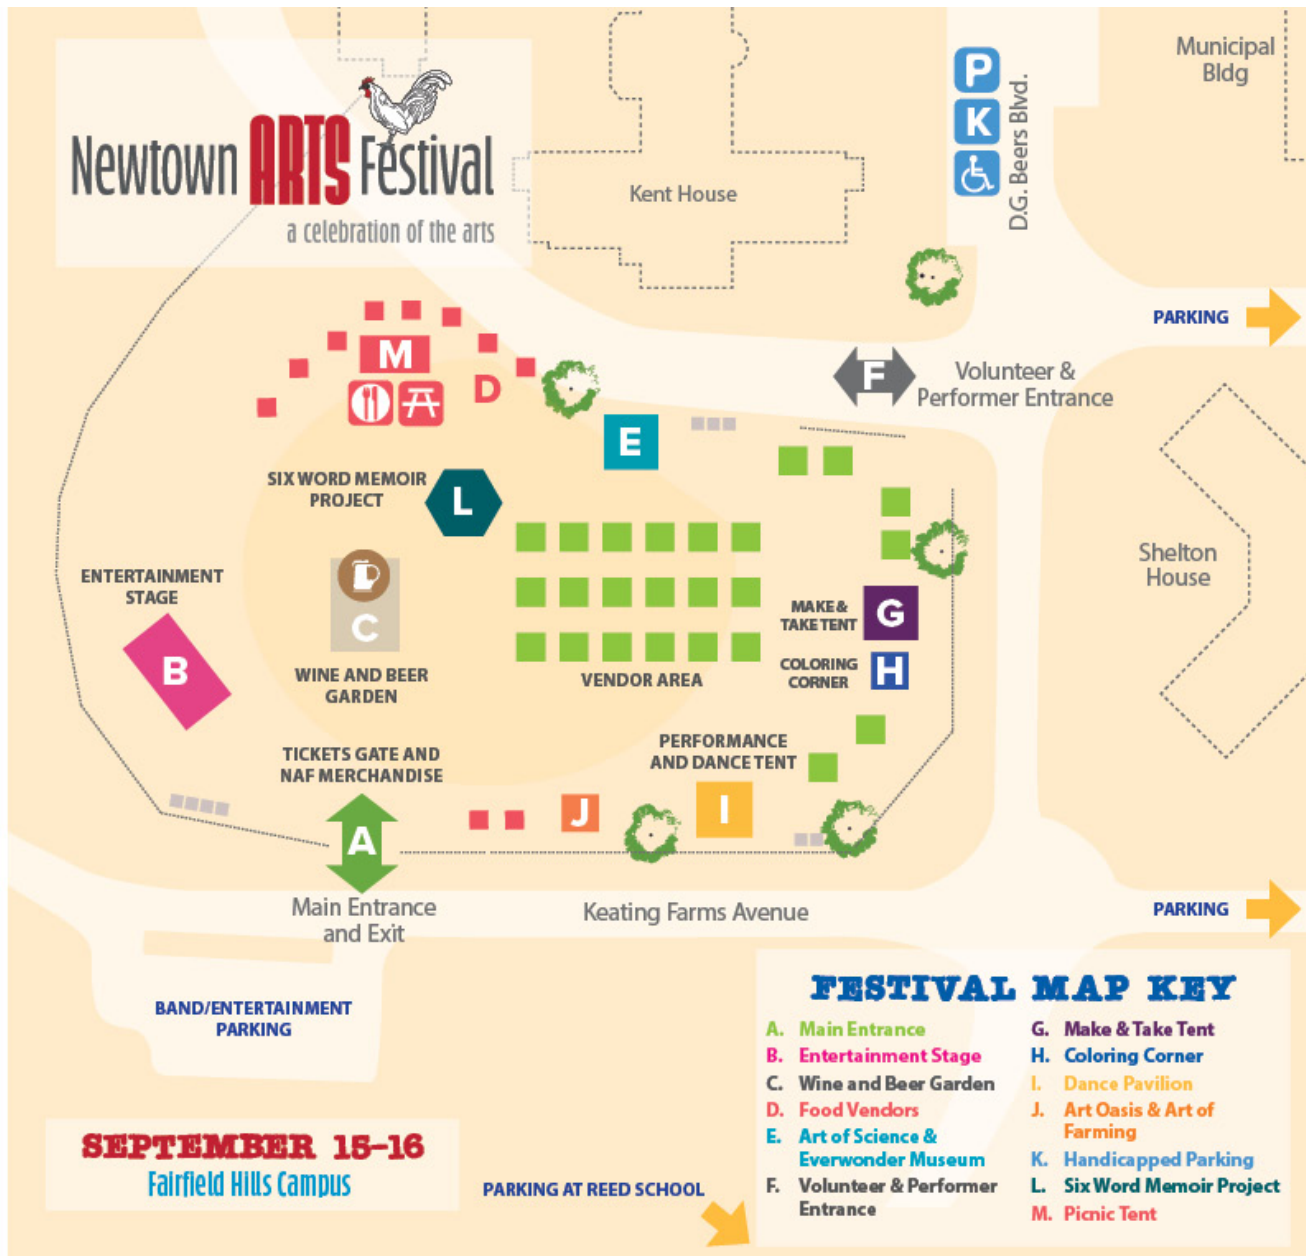 Newtown ARTS Festival
a celebration of the arts
Kent House
P
K
D.G. Beers Blvd.
Municipal
Bldg
PARKING
F
Volunteer &
Performer Entrance
M
D
E
SIX WORD MEMOIR
PROJECT
L
ENTERTAINMENT
STAGE
B
C
WINE AND BEER
GARDEN
VENDOR AREA
MAKE &
TAKE TENT
G
COLORING
CORNER
H
Shelton
House
TICKETS GATE AND
NAF MERCHANDISE
A
PERFORMANCE
AND DANCE TENT
J
I
Main Entrance
and Exit
Keating Farms Avenue
PARKING
BAND/ENTERTAINMENT
PARKING
SEPTEMBER 15-16
Fairfield Hills Campus
PARKING AT REED SCHOOL
FESTIVAL MAP KEY
A. Main Entrance
B. Entertainment Stage
C. Wine and Beer Garden
D. Food Vendors
E. Art of Science &
Everwonder Museum
F. Volunteer & Performer
Entrance
G. Make & Take Tent
H. Coloring Corner
I. Dance Pavilion
J. Art Oasis & Art of
Farming
K. Handicapped Parking
L. Six Word Memoir Project
M. Picnic Tent